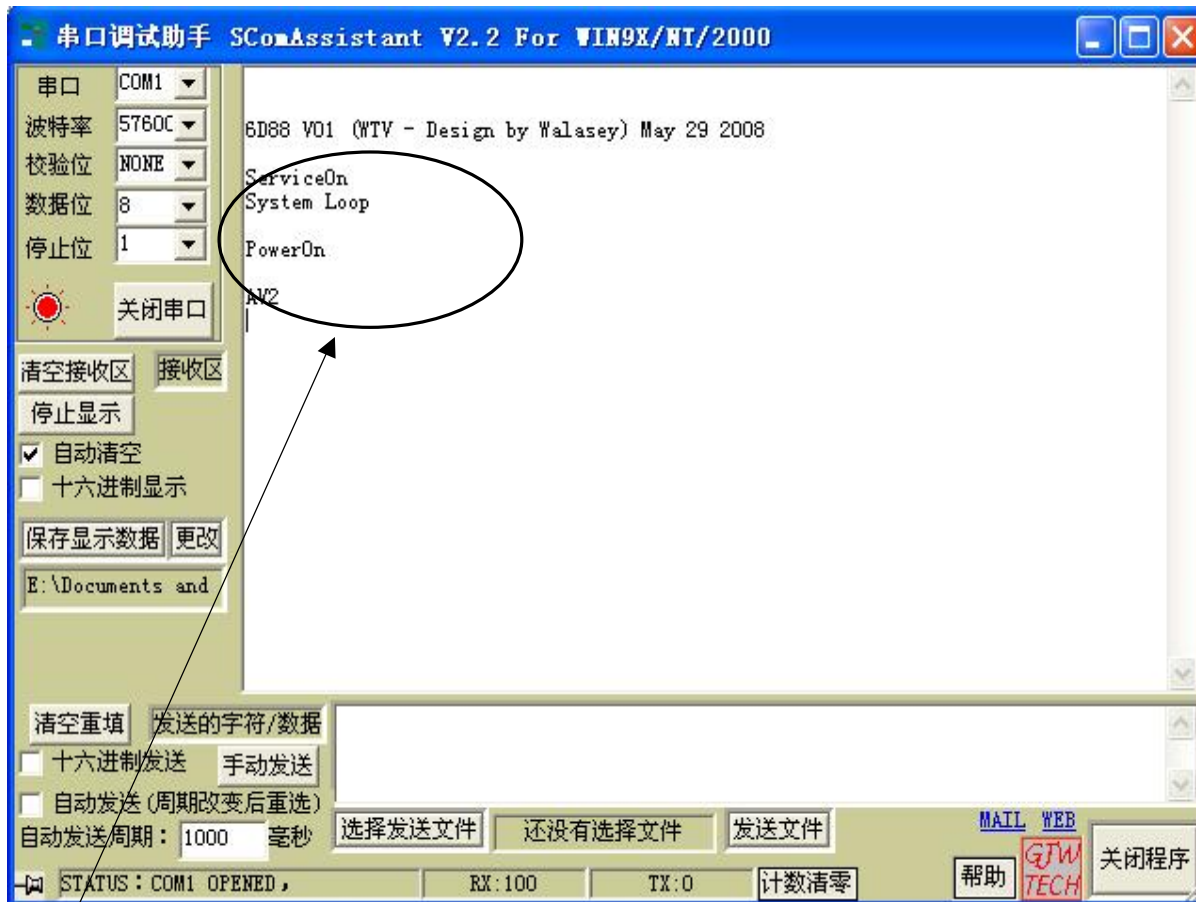 串口调试助手 SComAssistant V2.2 For WIN9X/NT/2000
串口 COM1
波特率 57600
校验位 NONE
数据位 8
停止位 1
关闭串口
清空接收区 接收区
停止显示
自动清空
十六进制显示
保存显示数据 更改
E:\Documents and
6D88 V01 (WTV - Design by Walasey) May 29 2008
ServiceOn
System Loop
PowerOn
AV2
清空重填 发送的字符/数据
十六进制发送 手动发送
自动发送(周期改变后重选)
自动发送周期: 1000 毫秒 选择发送文件 还没有选择文件 发送文件
MAIL WEB
GJW
TECH
帮助
关闭程序
STATUS:COM1 OPENED, RX:100 TX:0 计数清零